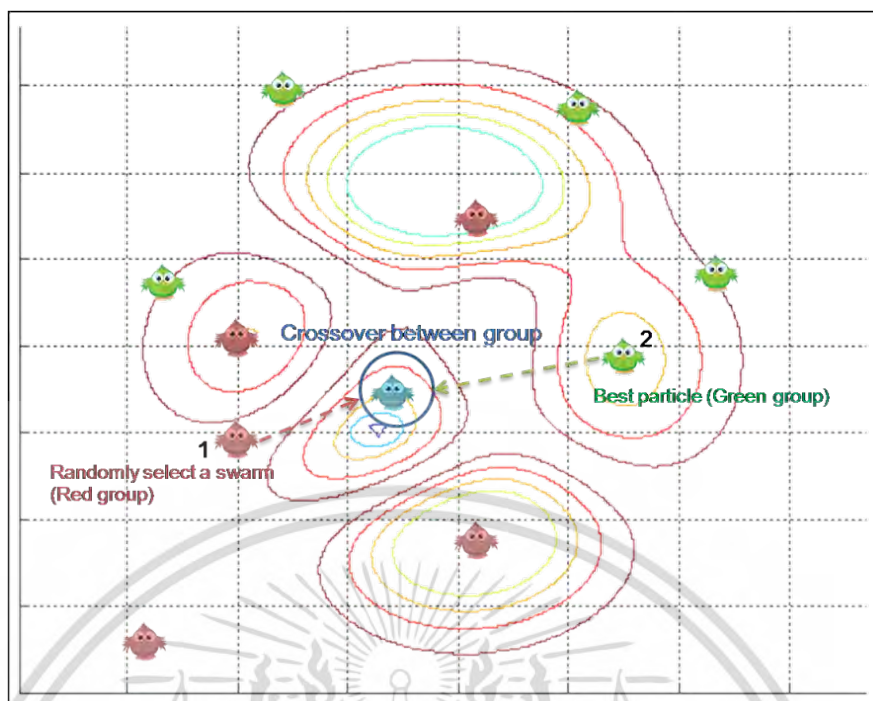 Crossover between group
2
Best particle (Green group)
1
Randomly select a swarm
(Red group)